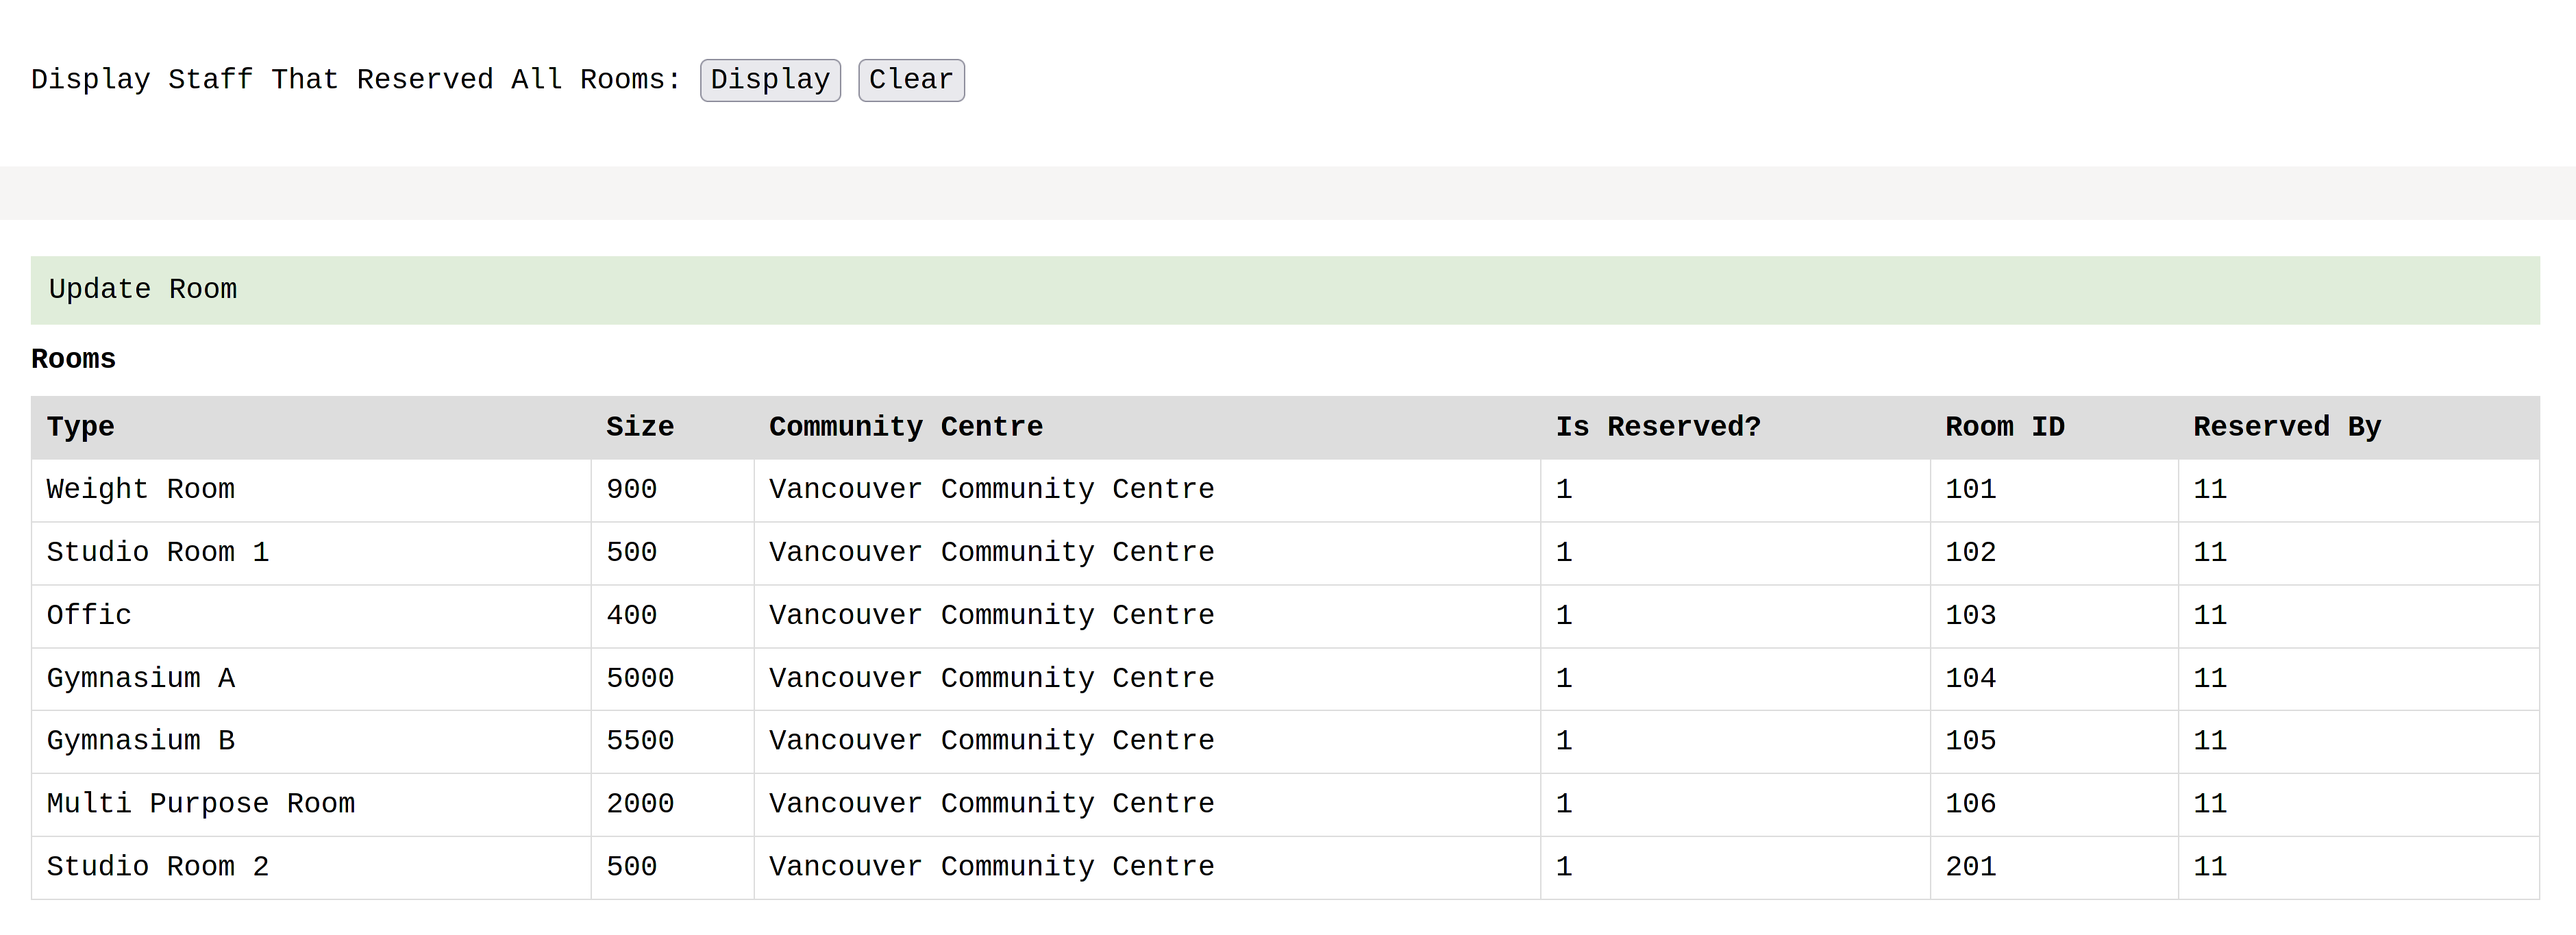 Display Staff That Reserved All Rooms: Display Clear
Update Room
Rooms
Type Size Community Centre Is Reserved? Room ID Reserved By
Weight Room 900 Vancouver Community Centre 1 101 11
Studio Room 1 500 Vancouver Community Centre 1 102 11
Offic 400 Vancouver Community Centre 1 103 11
Gymnasium A 5000 Vancouver Community Centre 1 104 11
Gymnasium B 5500 Vancouver Community Centre 1 105 11
Multi Purpose Room 2000 Vancouver Community Centre 1 106 11
Studio Room 2 500 Vancouver Community Centre 1 201 11